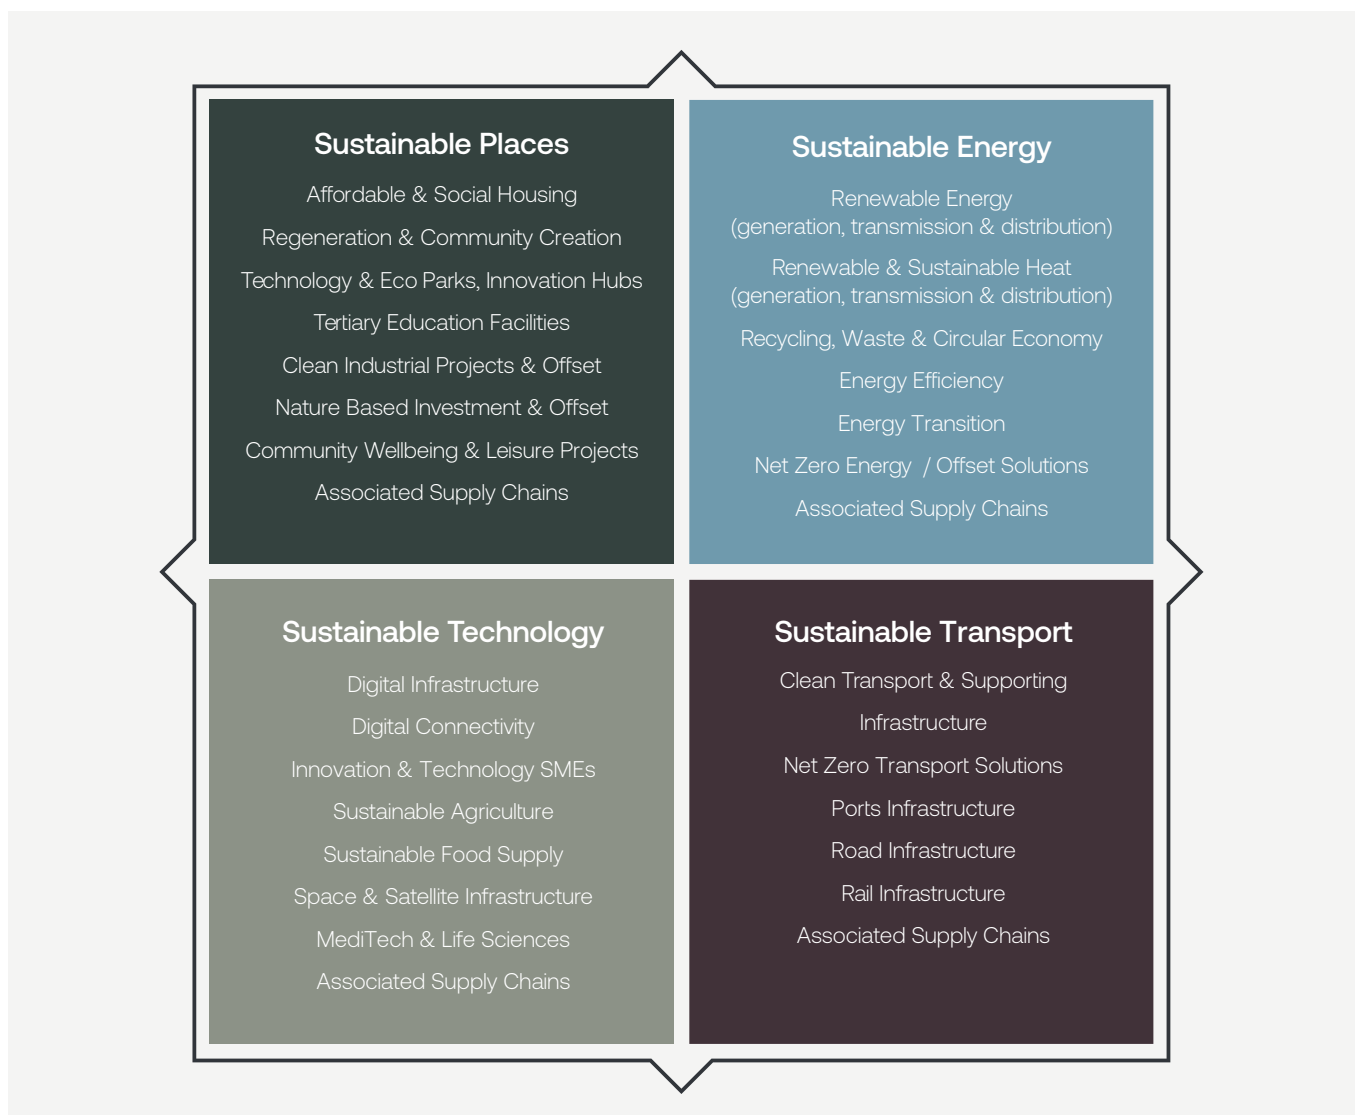 Sustainable Places
Affordable & Social Housing
Regeneration & Community Creation
Technology & Eco Parks, Innovation Hubs
Tertiary Education Facilities
Clean Industrial Projects & Offset
Nature Based Investment & Offset
Community Wellbeing & Leisure Projects
Associated Supply Chains
Sustainable Energy
Renewable Energy
(generation, transmission & distribution)
Renewable & Sustainable Heat
(generation, transmission & distribution)
Recycling, Waste & Circular Economy
Energy Efficiency
Energy Transition
Net Zero Energy / Offset Solutions
Associated Supply Chains
Sustainable Technology
Digital Infrastructure
Digital Connectivity
Innovation & Technology SMEs
Sustainable Agriculture
Sustainable Food Supply
Space & Satellite Infrastructure
MediTech & Life Sciences
Associated Supply Chains
Sustainable Transport
Clean Transport & Supporting
Infrastructure
Net Zero Transport Solutions
Ports Infrastructure
Road Infrastructure
Rail Infrastructure
Associated Supply Chains